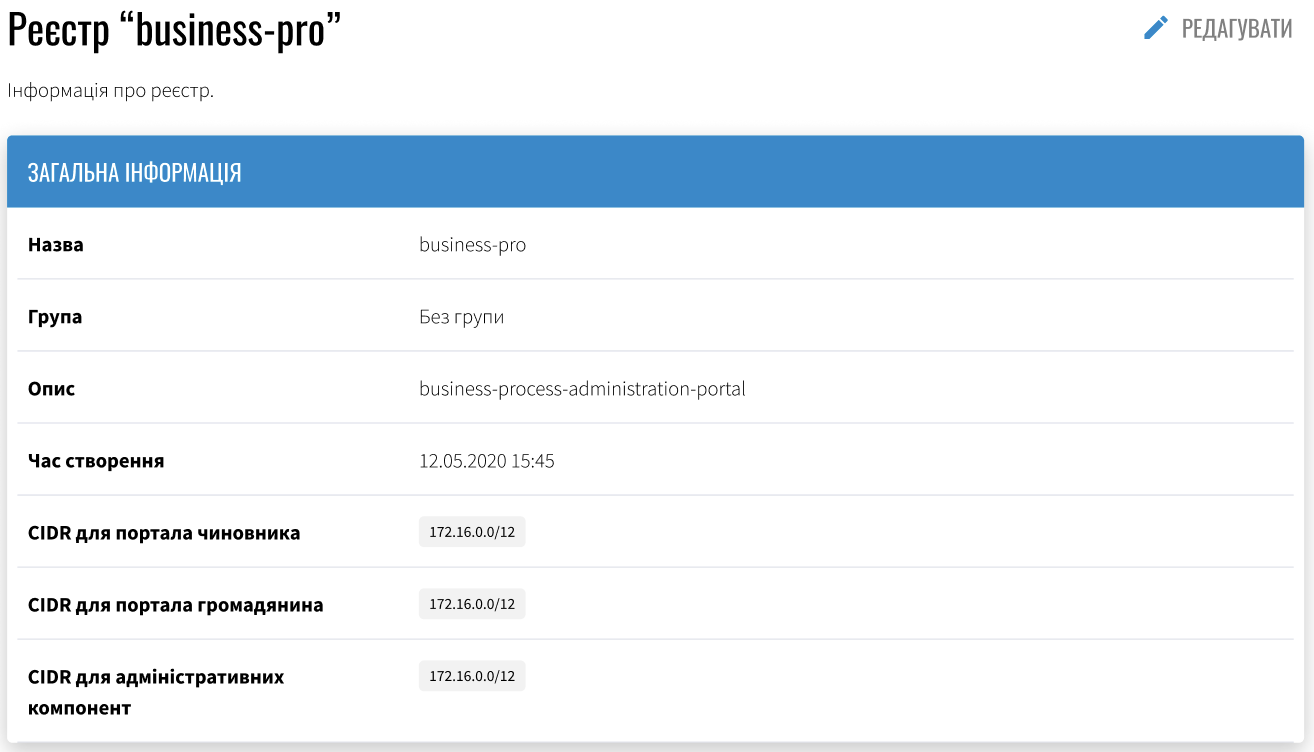 Реєстр “business-pro”
РЕДАГУВАТИ
Інформація про реєстр.
ЗАГАЛЬНА ІНФОРМАЦІЯ
Назва business-pro
Група Без групи
Опис business-process-administration-portal
Час створення 12.05.2020 15:45
CIDR для портала чиновника 172.16.0.0/12
CIDR для портала громадянина 172.16.0.0/12
CIDR для адміністративних 172.16.0.0/12
компонент